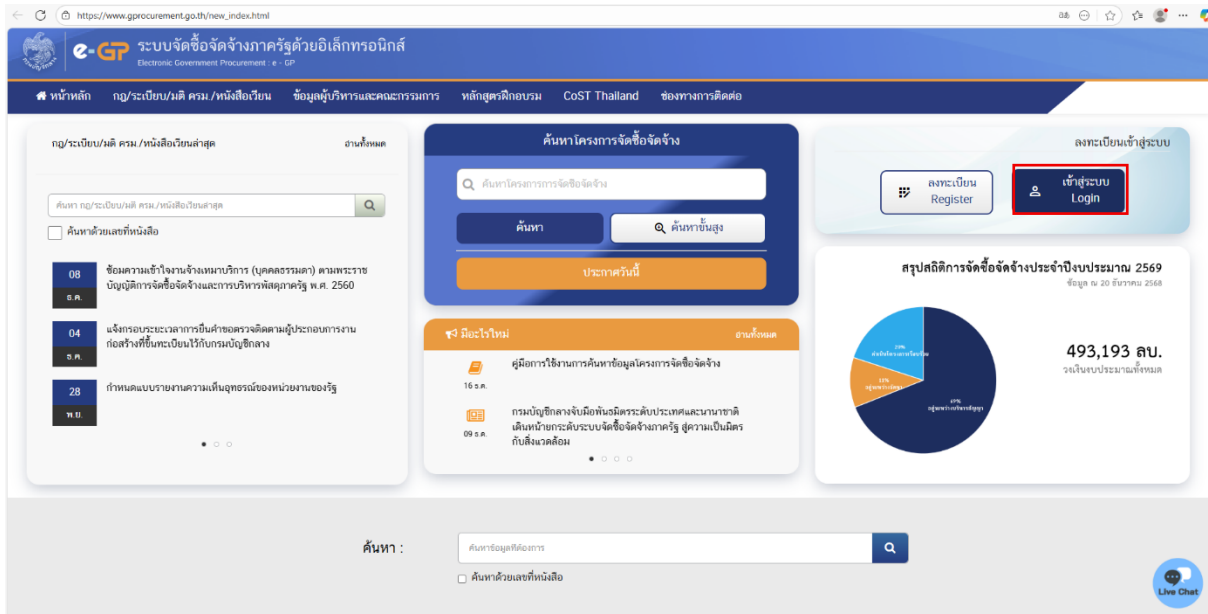 https://www.gprocurement.go.th/new_index.html
e-GP ระบบจัดซื้อจัดจ้างภาครัฐด้วยอิเล็กทรอนิกส์
Electronic Government Procurement : e - GP
หน้าหลัก กฎ/ระเบียบ/มติ ครม./หนังสือเวียน ข้อมูลผู้บริหารและคณะกรรมการ หลักสูตรฝึกอบรม CoST Thailand ช่องทางการติดต่อ
กฎ/ระเบียบ/มติ ครม./หนังสือเวียนล่าสุด อ่านทั้งหมด
ค้นหา กฎ/ระเบียบ/มติ ครม./หนังสือเวียนล่าสุด
ค้นหาด้วยเลขที่หนังสือ
08 ธ.ค.
ซ้อมความเข้าใจงานจ้างเหมาบริการ (บุคคลธรรมดา) ตามพระราช
บัญญัติการจัดซื้อจัดจ้างและการบริหารพัสดุภาครัฐ พ.ศ. 2560
04 ธ.ค.
แจ้งกรอบระยะเวลาการยื่นคำขอตรวจติดตามผู้ประกอบการงาน
ก่อสร้างที่ขึ้นทะเบียนไว้กับกรมบัญชีกลาง
28 พ.ย.
กำหนดแบบรายงานความเห็นอุทธรณ์ของหน่วยงานของรัฐ
ค้นหาโครงการจัดซื้อจัดจ้าง
ค้นหาโครงการการจัดซื้อจัดจ้าง
ค้นหา ค้นหาขั้นสูง
ประกาศวันนี้
มีอะไรใหม่ อ่านทั้งหมด
16 ธ.ค.
คู่มือการใช้งานการค้นหาข้อมูลโครงการจัดซื้อจัดจ้าง
09 ธ.ค.
กรมบัญชีกลางจับมือพันธมิตรระดับประเทศและนานาชาติ
เดินหน้ายกระดับระบบจัดซื้อจัดจ้างภาครัฐ สู่ความเป็นมิตร
กับสิ่งแวดล้อม
ลงทะเบียนเข้าสู่ระบบ
ลงทะเบียน
Register
เข้าสู่ระบบ
Login
สรุปสถิติการจัดซื้อจัดจ้างประจำปีงบประมาณ 2569
ข้อมูล ณ 20 ธันวาคม 2568
493,193 ลบ.
วงเงินงบประมาณทั้งหมด
ค้นหา :
ค้นหาข้อมูลที่ต้องการ
ค้นหาด้วยเลขที่หนังสือ
Live Chat